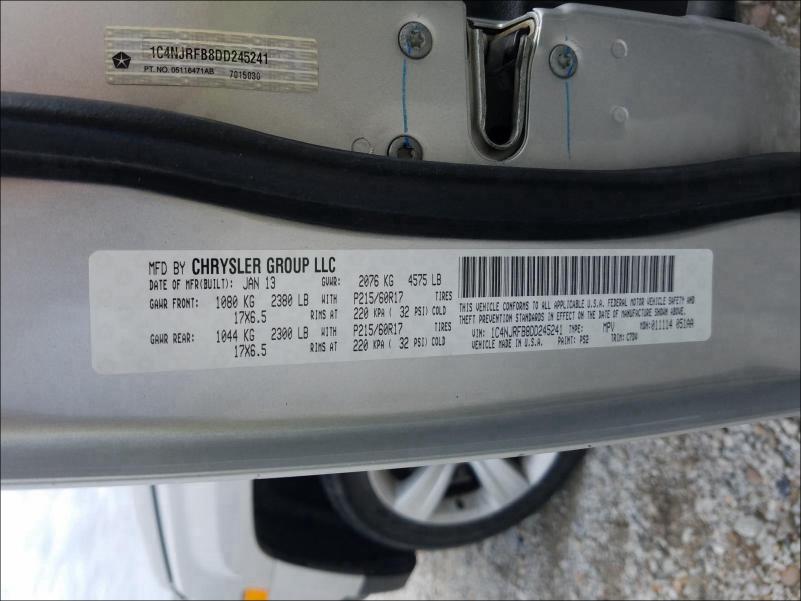 1C4NJRFB8DD245241
PT. NO. 05116471AB 7015030
MFD BY CHRYSLER GROUP LLC
DATE OF MFR(BUILT): JAN 13 GVWR: 2076 KG 4575 LB
GAWR FRONT: 1080 KG 2380 LB WITH P215/60R17 TIRES
17X6.5 RIMS AT 220 KPA ( 32 PSI) COLD
GAWR REAR: 1044 KG 2300 LB WITH P215/60R17 TIRES
17X6.5 RIMS AT 220 KPA ( 32 PSI) COLD
THIS VEHICLE CONFORMS TO ALL APPLICABLE U.S.A. FEDERAL MOTOR VEHICLE SAFETY AND
THEFT PREVENTION STANDARDS IN EFFECT ON THE DATE OF MANUFACTURE SHOWN ABOVE.
VIN: 1C4NJRFB8DD245241 TYPE: MPV MDH: 011114 051AA
VEHICLE MADE IN U.S.A. PAINT: PS2 TRIM: C7DV